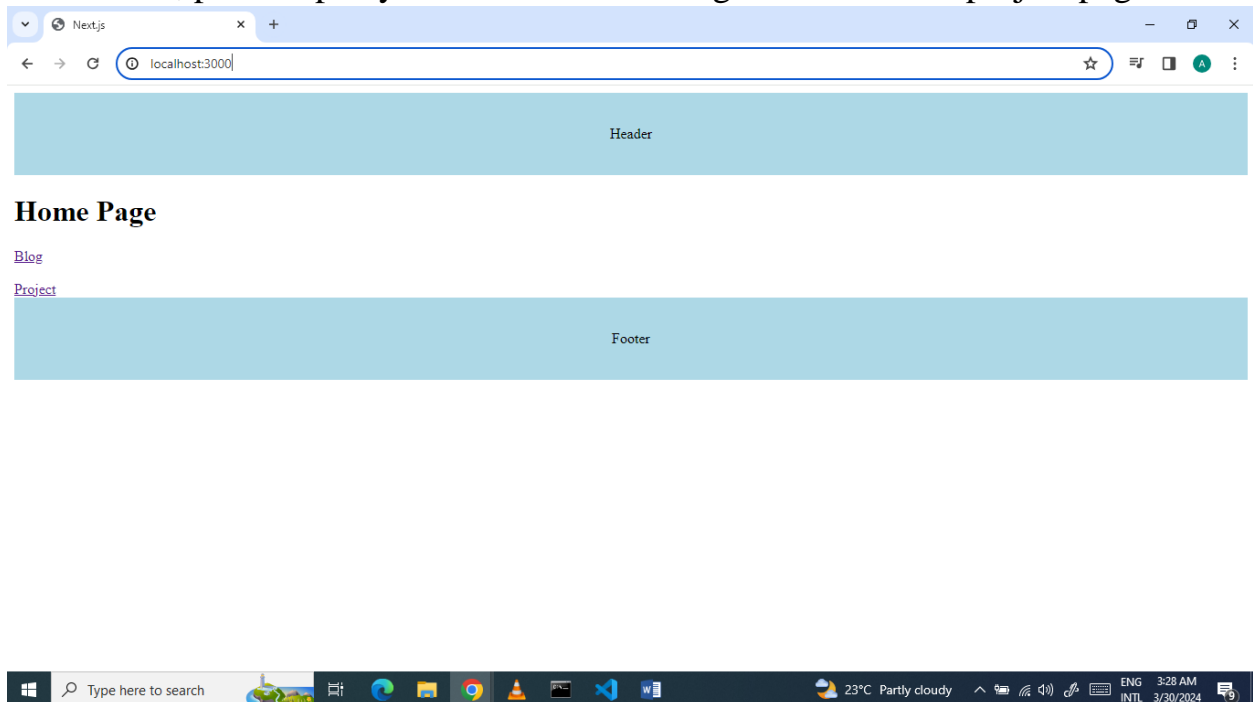 Next.js
localhost:3000
A
Header
Home Page
Blog
Project
Footer
Type here to search
23°C Partly cloudy
ENG 3:28 AM
INTL 3/30/2024
9